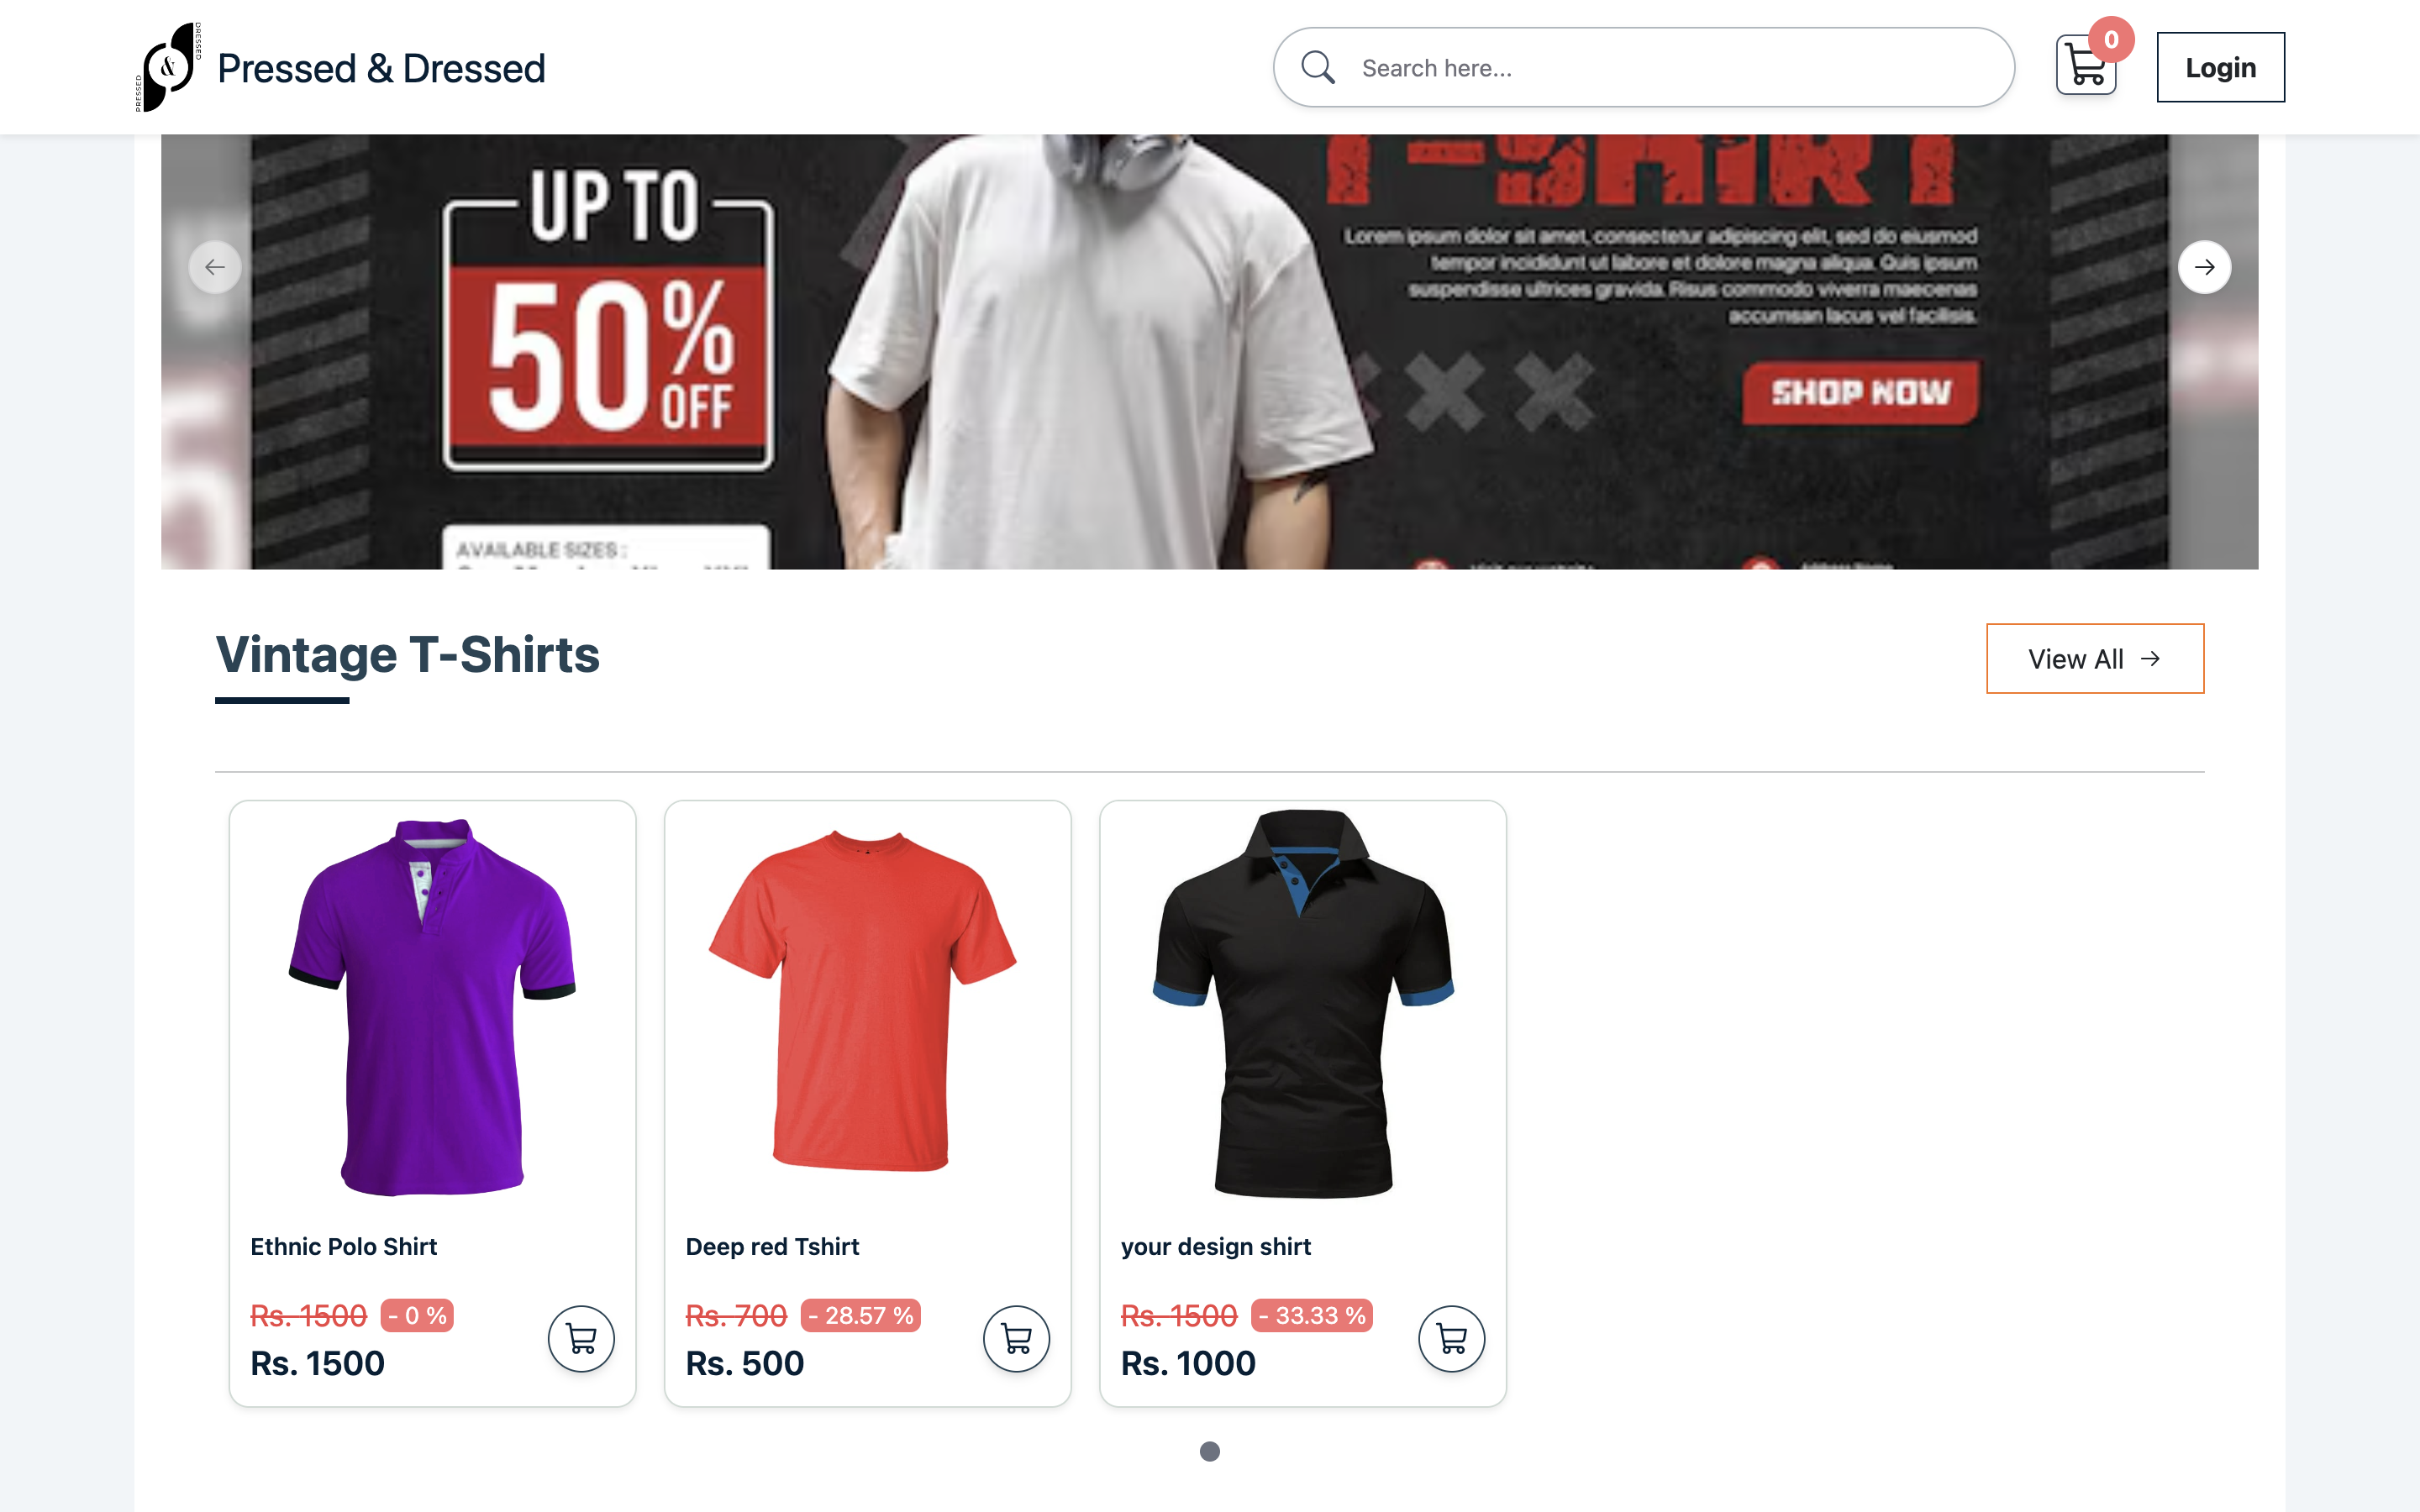 PRESSED
&
DRESSED
Pressed & Dressed
Search here...
0
Login
UP TO
50%
OFF
AVAILABLE SIZES :
T-SHIRT
Lorem ipsum dolor sit amet, consectetur adipiscing elit, sed do eiusmod
tempor incididunt ut labore et dolore magna aliqua. Quis ipsum
suspendisse ultrices gravida. Risus commodo viverra maecenas
accumsan lacus vel facilisis.
SHOP NOW
Vintage T-Shirts
View All
Ethnic Polo Shirt
Rs. 1500 - 0 %
Rs. 1500
Deep red Tshirt
Rs. 700 - 28.57 %
Rs. 500
your design shirt
Rs. 1500 - 33.33 %
Rs. 1000